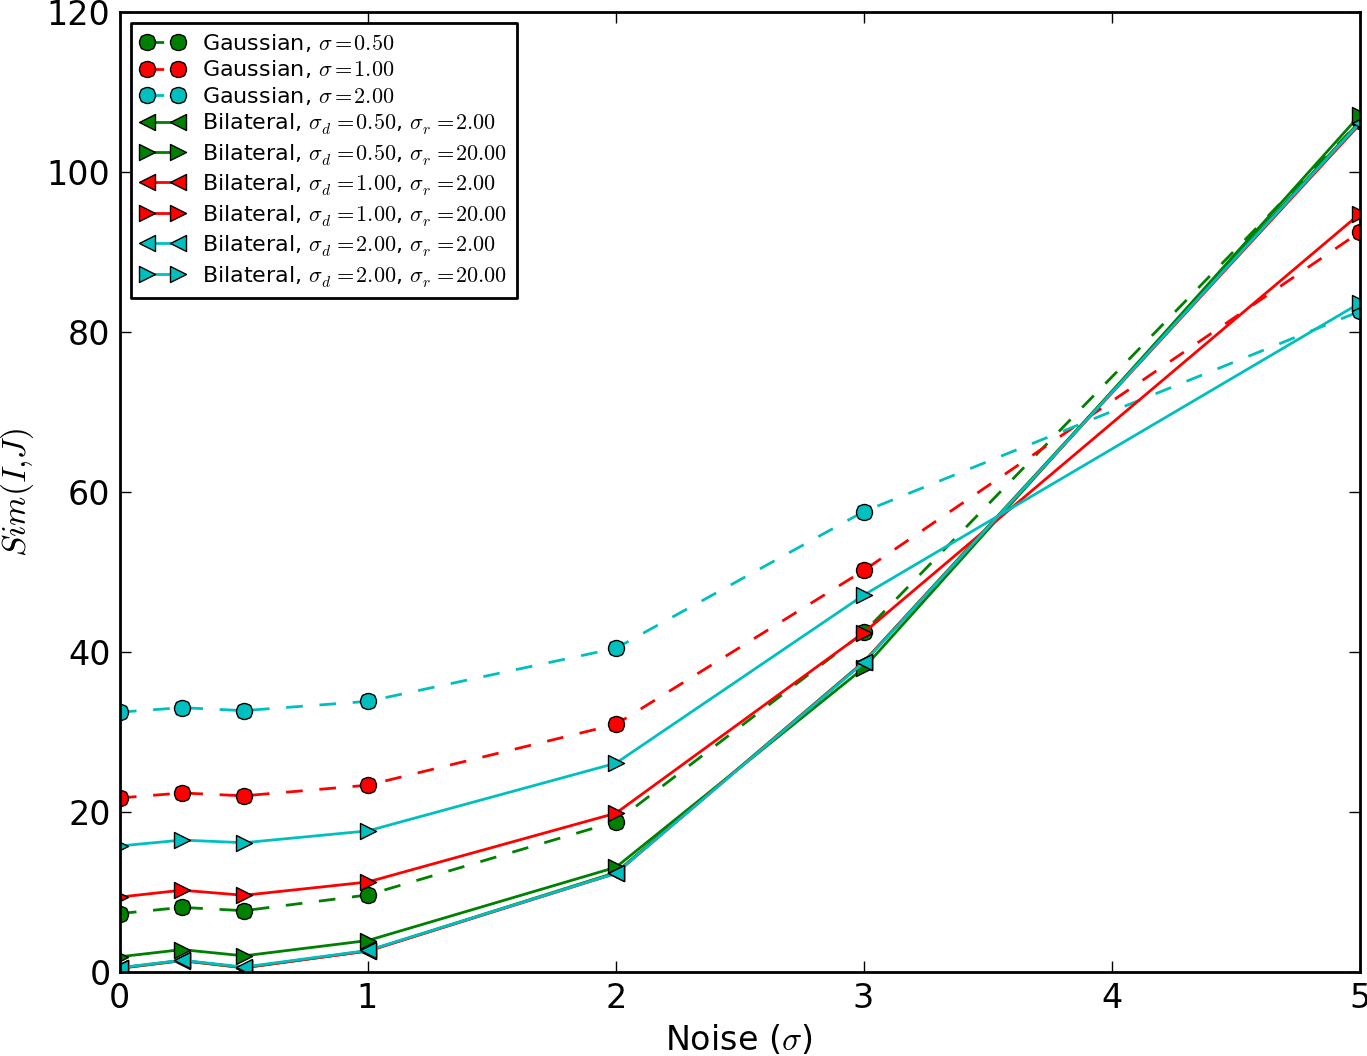 120
100
80
60
40
20
0
Sim(I,J)
Gaussian, σ=0.50
Gaussian, σ=1.00
Gaussian, σ=2.00
Bilateral, σd=0.50, σr=2.00
Bilateral, σd=0.50, σr=20.00
Bilateral, σd=1.00, σr=2.00
Bilateral, σd=1.00, σr=20.00
Bilateral, σd=2.00, σr=2.00
Bilateral, σd=2.00, σr=20.00
0 1 2 3 4 5
Noise (σ)